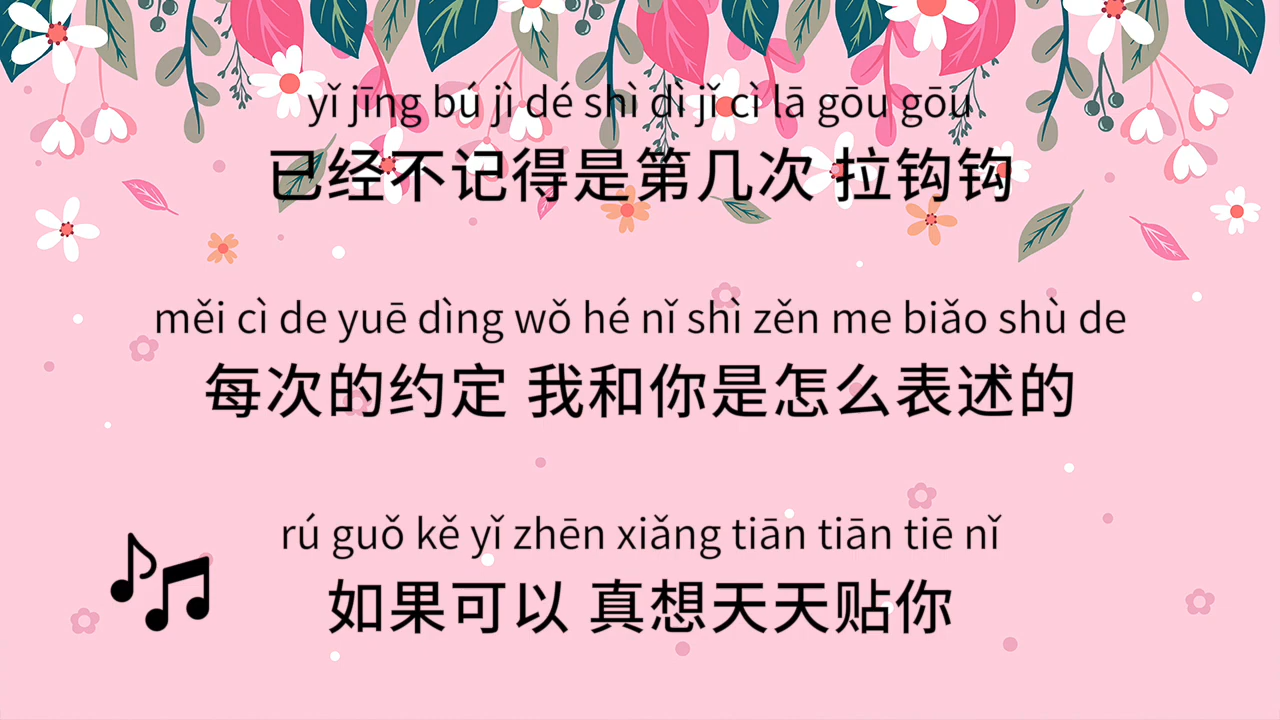 yǐ jīng bú jì dé shì dì jǐ cì lā gōu gōu
已经不记得是第几次 拉钩钩
měi cì de yuē dìng wǒ hé nǐ shì zěn me biǎo shù de
每次的约定 我和你是怎么表述的
rú guǒ kě yǐ zhēn xiǎng tiān tiān tiē nǐ
如果可以 真想天天贴你